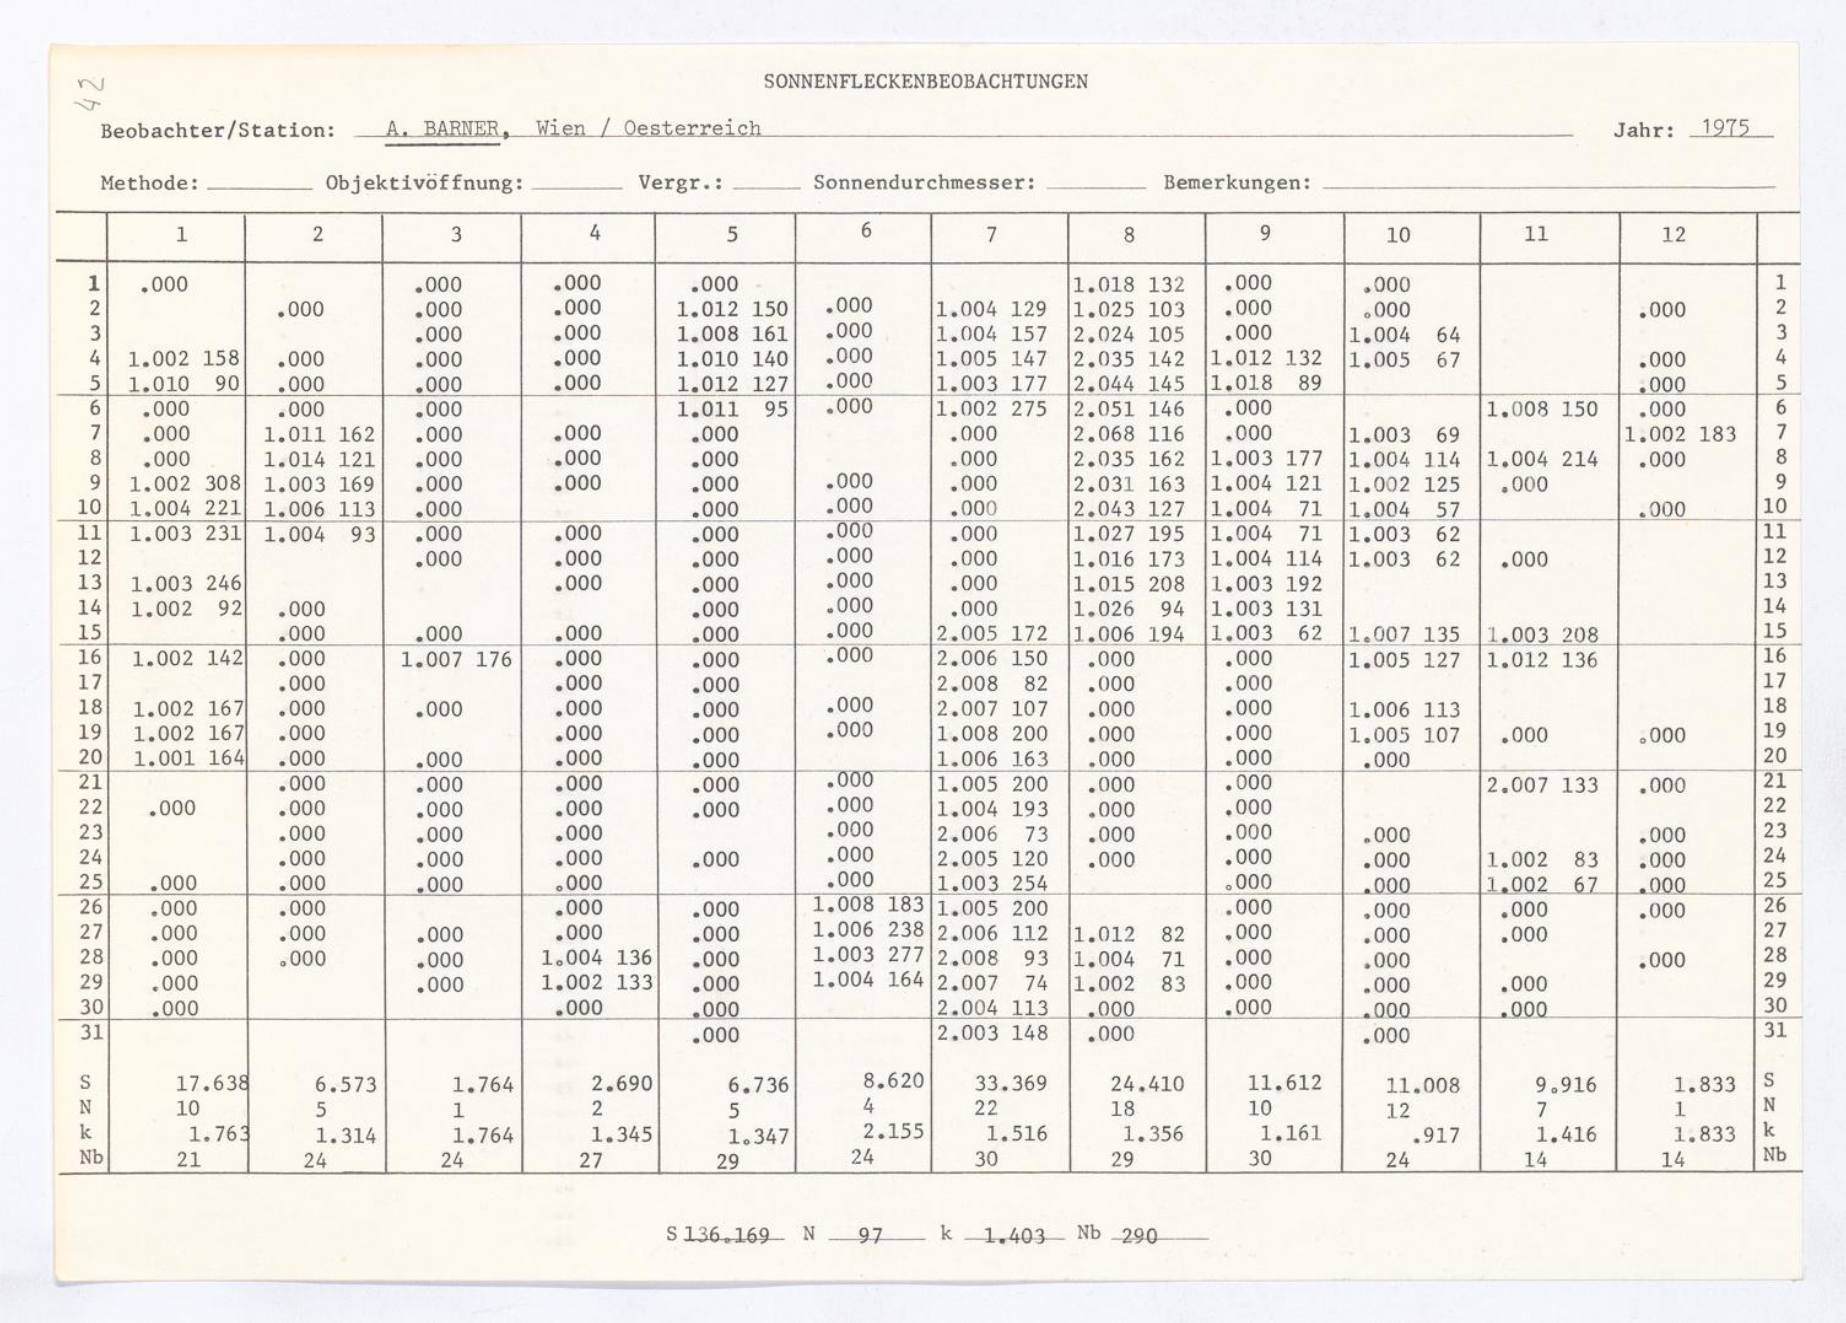 42
SONNENFLECKENBEOBACHTUNGEN
Beobachter/Station: A. BARNER, Wien / Oesterreich Jahr: 1975
Methode: Objektivöffnung: Vergr.: Sonnendurchmesser: Bemerkungen:
1 2 3 4 5 6 7 8 9 10 11 12
1 .000 .000 .000 .000 1.018 132 .000 .000 1
2 .000 .000 .000 1.012 150 .000 1.004 129 1.025 103 .000 .000 .000 2
3 .000 .000 1.008 161 .000 1.004 157 2.024 105 .000 1.004 64 3
4 1.002 158 .000 .000 .000 1.010 140 .000 1.005 147 2.035 142 1.012 132 1.005 67 .000 4
5 1.010 90 .000 .000 .000 1.012 127 .000 1.003 177 2.044 145 1.018 89 .000 5
6 .000 .000 .000 1.011 95 .000 1.002 275 2.051 146 .000 1.008 150 .000 6
7 .000 1.011 162 .000 .000 .000 .000 2.068 116 .000 1.003 69 1.002 183 7
8 .000 1.014 121 .000 .000 .000 .000 2.035 162 1.003 177 1.004 114 1.004 214 .000 8
9 1.002 308 1.003 169 .000 .000 .000 .000 .000 2.031 163 1.004 121 1.002 125 .000 9
10 1.004 221 1.006 113 .000 .000 .000 .000 2.043 127 1.004 71 1.004 57 .000 10
11 1.003 231 1.004 93 .000 .000 .000 .000 .000 1.027 195 1.004 71 1.003 62 11
12 .000 .000 .000 .000 .000 1.016 173 1.004 114 1.003 62 .000 12
13 1.003 246 .000 .000 .000 .000 1.015 208 1.003 192 13
14 1.002 92 .000 .000 .000 .000 1.026 94 1.003 131 14
15 .000 .000 .000 .000 .000 2.005 172 1.006 194 1.003 62 1.007 135 1.003 208 15
16 1.002 142 .000 1.007 176 .000 .000 .000 2.006 150 .000 .000 1.005 127 1.012 136 16
17 .000 .000 .000 2.008 82 .000 .000 17
18 1.002 167 .000 .000 .000 .000 .000 2.007 107 .000 .000 1.006 113 18
19 1.002 167 .000 .000 .000 .000 1.008 200 .000 .000 1.005 107 .000 .000 19
20 1.001 164 .000 .000 .000 .000 1.006 163 .000 .000 .000 20
21 .000 .000 .000 .000 .000 1.005 200 .000 .000 2.007 133 .000 21
22 .000 .000 .000 .000 .000 .000 1.004 193 .000 .000 22
23 .000 .000 .000 .000 2.006 73 .000 .000 .000 .000 23
24 .000 .000 .000 .000 .000 2.005 120 .000 .000 .000 1.002 83 .000 24
25 .000 .000 .000 .000 .000 1.003 254 .000 .000 1.002 67 .000 25
26 .000 .000 .000 .000 1.008 183 1.005 200 .000 .000 .000 .000 26
27 .000 .000 .000 .000 .000 1.006 238 2.006 112 1.012 82 .000 .000 .000 27
28 .000 .000 .000 1.004 136 .000 1.003 277 2.008 93 1.004 71 .000 .000 .000 28
29 .000 .000 1.002 133 .000 1.004 164 2.007 74 1.002 83 .000 .000 .000 29
30 .000 .000 .000 2.004 113 .000 .000 .000 .000 30
31 .000 2.003 148 .000 .000 31
S 17.638 6.573 1.764 2.690 6.736 8.620 33.369 24.410 11.612 11.008 9.916 1.833 S
N 10 5 1 2 5 4 22 18 10 12 7 1 N
k 1.763 1.314 1.764 1.345 1.347 2.155 1.516 1.356 1.161 .917 1.416 1.833 k
Nb 21 24 24 27 29 24 30 29 30 24 14 14 Nb
S 136.169 N 97 k 1.403 Nb 290